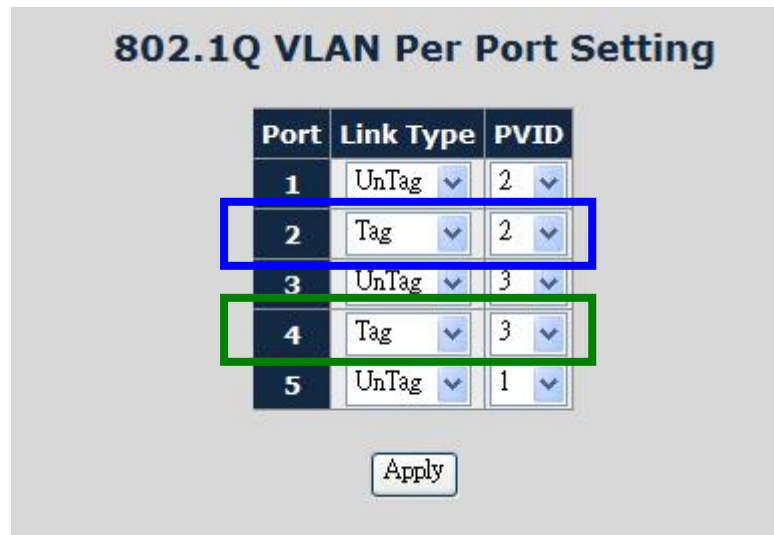 802.1Q VLAN Per Port Setting
Port Link Type PVID
1 UnTag 2
2 Tag 2
3 UnTag 3
4 Tag 3
5 UnTag 1
Apply